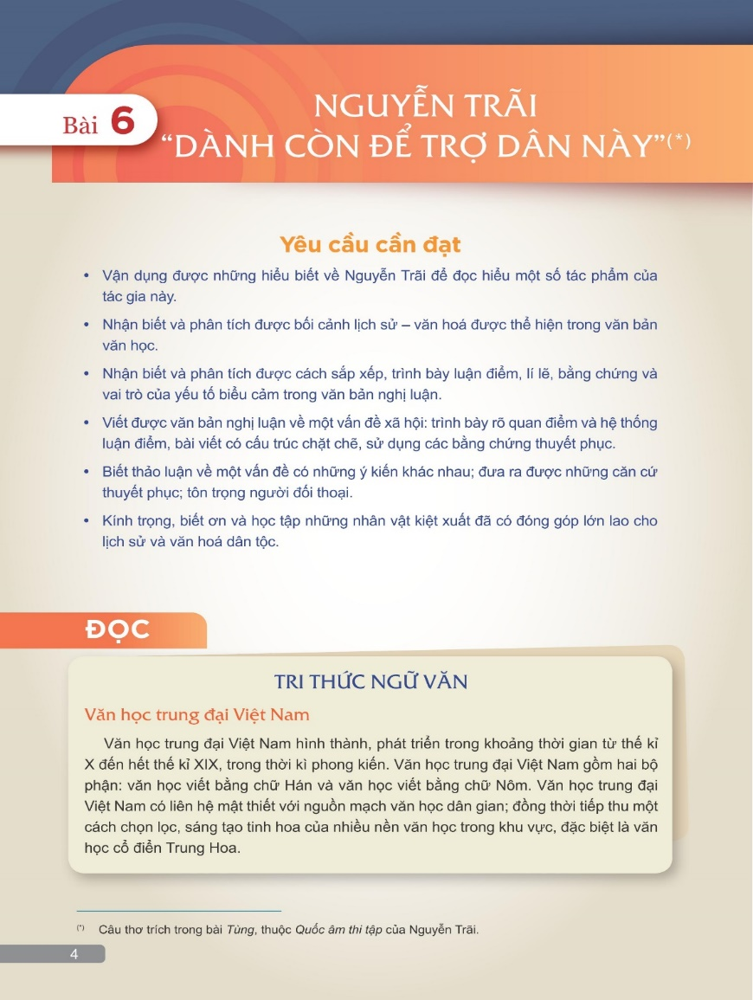 Bài 6
NGUYỄN TRÃI
“DÀNH CÒN ĐỂ TRỢ DÂN NÀY”(*)
Yêu cầu cần đạt
• Vận dụng được những hiểu biết về Nguyễn Trãi để đọc hiểu một số tác phẩm của
tác gia này.
• Nhận biết và phân tích được bối cảnh lịch sử – văn hoá được thể hiện trong văn bản
văn học.
• Nhận biết và phân tích được cách sắp xếp, trình bày luận điểm, lí lẽ, bằng chứng và
vai trò của yếu tố biểu cảm trong văn bản nghị luận.
• Viết được văn bản nghị luận về một vấn đề xã hội: trình bày rõ quan điểm và hệ thống
luận điểm, bài viết có cấu trúc chặt chẽ, sử dụng các bằng chứng thuyết phục.
• Biết thảo luận về một vấn đề có những ý kiến khác nhau; đưa ra được những căn cứ
thuyết phục; tôn trọng người đối thoại.
• Kính trọng, biết ơn và học tập những nhân vật kiệt xuất đã có đóng góp lớn lao cho
lịch sử và văn hoá dân tộc.
ĐỌC
TRI THỨC NGỮ VĂN
Văn học trung đại Việt Nam
Văn học trung đại Việt Nam hình thành, phát triển trong khoảng thời gian từ thế kỉ
X đến hết thế kỉ XIX, trong thời kì phong kiến. Văn học trung đại Việt Nam gồm hai bộ
phận: văn học viết bằng chữ Hán và văn học viết bằng chữ Nôm. Văn học trung đại
Việt Nam có liên hệ mật thiết với nguồn mạch văn học dân gian; đồng thời tiếp thu một
cách chọn lọc, sáng tạo tinh hoa của nhiều nền văn học trong khu vực, đặc biệt là văn
học cổ điển Trung Hoa.
(*) Câu thơ trích trong bài Tùng, thuộc Quốc âm thi tập của Nguyễn Trãi.
4